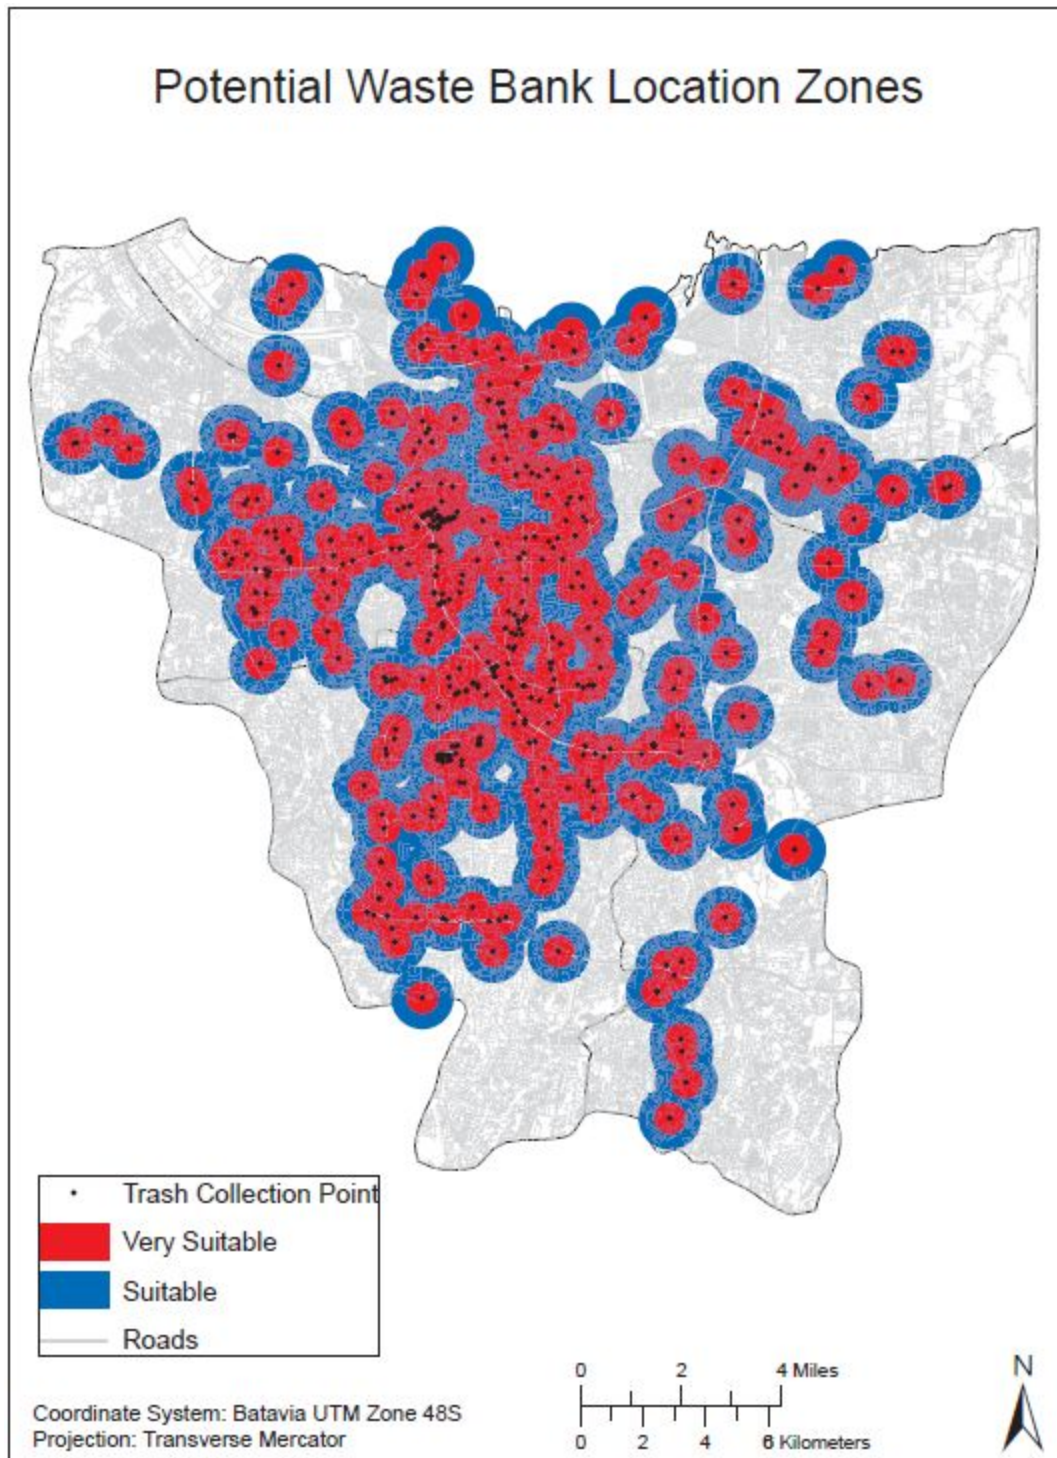 Potential Waste Bank Location Zones
Trash Collection Point
Very Suitable
Suitable
Roads
Coordinate System: Batavia UTM Zone 48S
Projection: Transverse Mercator
0 2 4 Miles
0 2 4 6 Kilometers
N